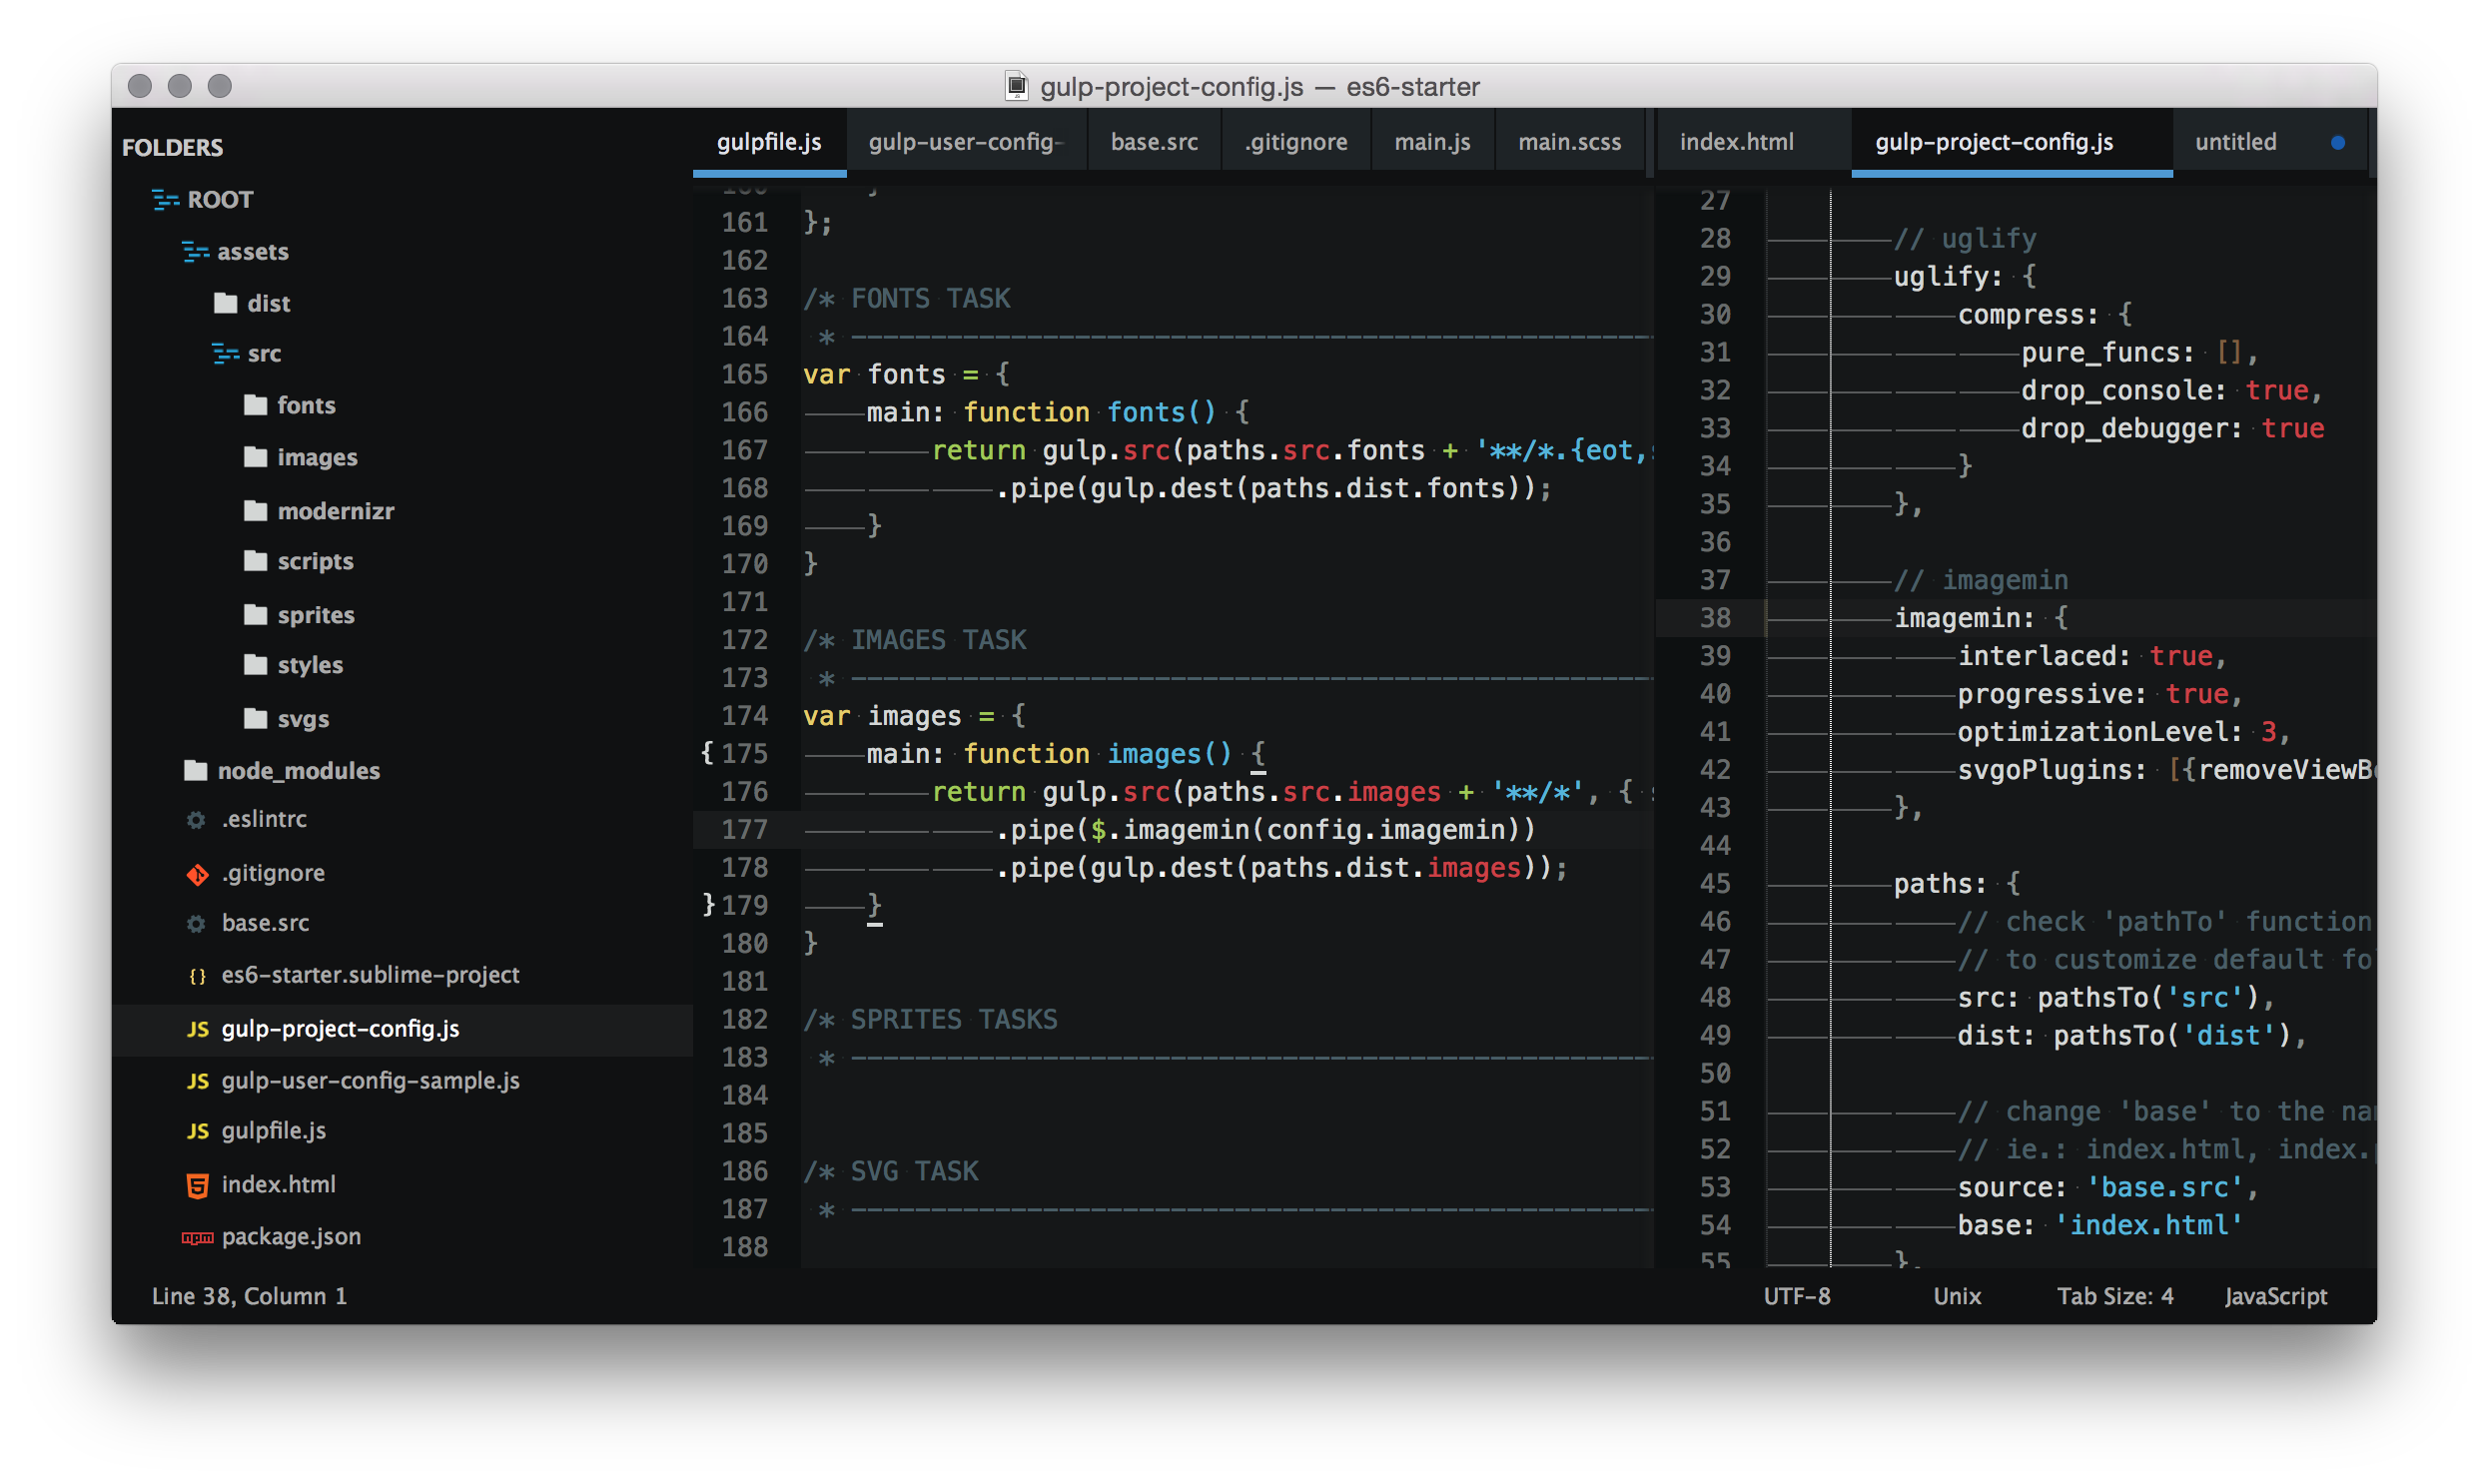 gulp-project-config.js — es6-starter
FOLDERS
ROOT
assets
dist
src
fonts
images
modernizr
scripts
sprites
styles
svgs
node_modules
.eslintrc
.gitignore
base.src
es6-starter.sublime-project
gulp-project-config.js
gulp-user-config-sample.js
gulpfile.js
index.html
package.json
gulpfile.js
gulp-user-config-
base.src
.gitignore
main.js
main.scss
161 };
162
163 /* FONTS TASK
164 * --------------------------------------------------
165 var fonts = {
166 main: function fonts() {
167 return gulp.src(paths.src.fonts + '**/*.{eot,
168 .pipe(gulp.dest(paths.dist.fonts));
169 }
170 }
171
172 /* IMAGES TASK
173 * --------------------------------------------------
174 var images = {
{ 175 main: function images() {
176 return gulp.src(paths.src.images + '**/*', {
177 .pipe($.imagemin(config.imagemin))
178 .pipe(gulp.dest(paths.dist.images));
} 179 }
180 }
181
182 /* SPRITES TASKS
183 * --------------------------------------------------
184
185
186 /* SVG TASK
187 * --------------------------------------------------
188
index.html
gulp-project-config.js
untitled
27
28 // uglify
29 uglify: {
30 compress: {
31 pure_funcs: [],
32 drop_console: true,
33 drop_debugger: true
34 }
35 },
36
37 // imagemin
38 imagemin: {
39 interlaced: true,
40 progressive: true,
41 optimizationLevel: 3,
42 svgoPlugins: [{removeViewB
43 },
44
45 paths: {
46 // check 'pathTo' function
47 // to customize default fo
48 src: pathsTo('src'),
49 dist: pathsTo('dist'),
50
51 // change 'base' to the na
52 // ie.: index.html, index.
53 source: 'base.src',
54 base: 'index.html'
55 },
Line 38, Column 1
UTF-8
Unix
Tab Size: 4
JavaScript